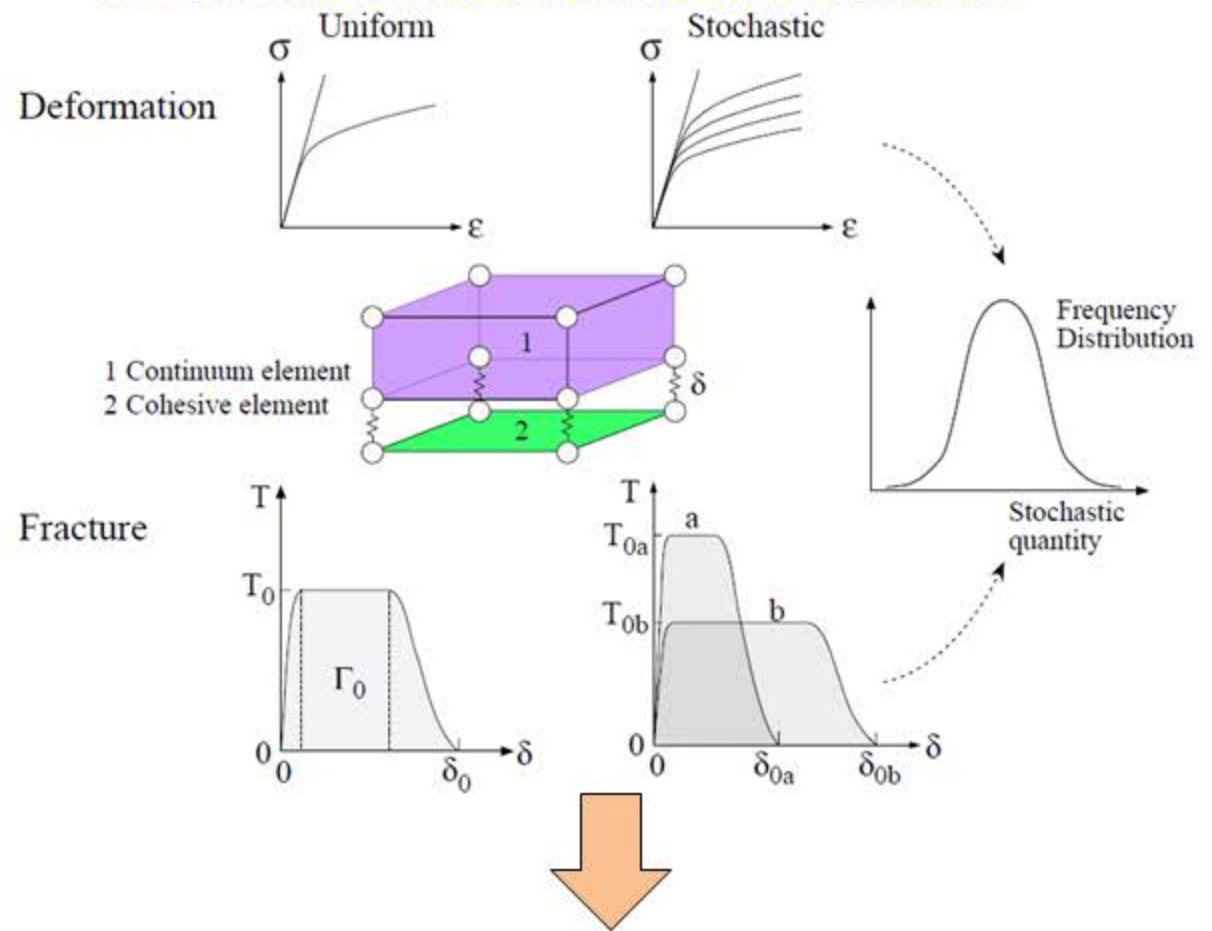 Uniform
Stochastic
σ
σ
Deformation
ε
ε
Frequency
Distribution
1
1 Continuum element
2 Cohesive element
δ
2
Stochastic
quantity
Fracture
T
T
a
T0a
T0
T0b
b
Γ0
0
0
δ
δ
0
δ0
0
δ0a
δ0b